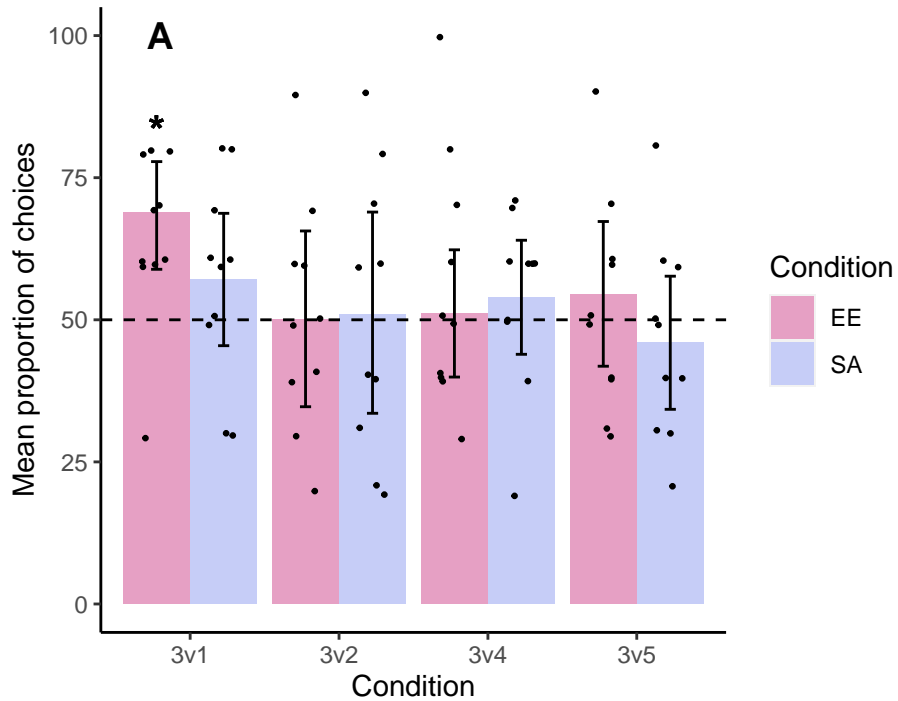 A
100
75
50
25
0
Mean proportion of choices
*
3v1
3v2
3v4
3v5
Condition
Condition
EE
SA